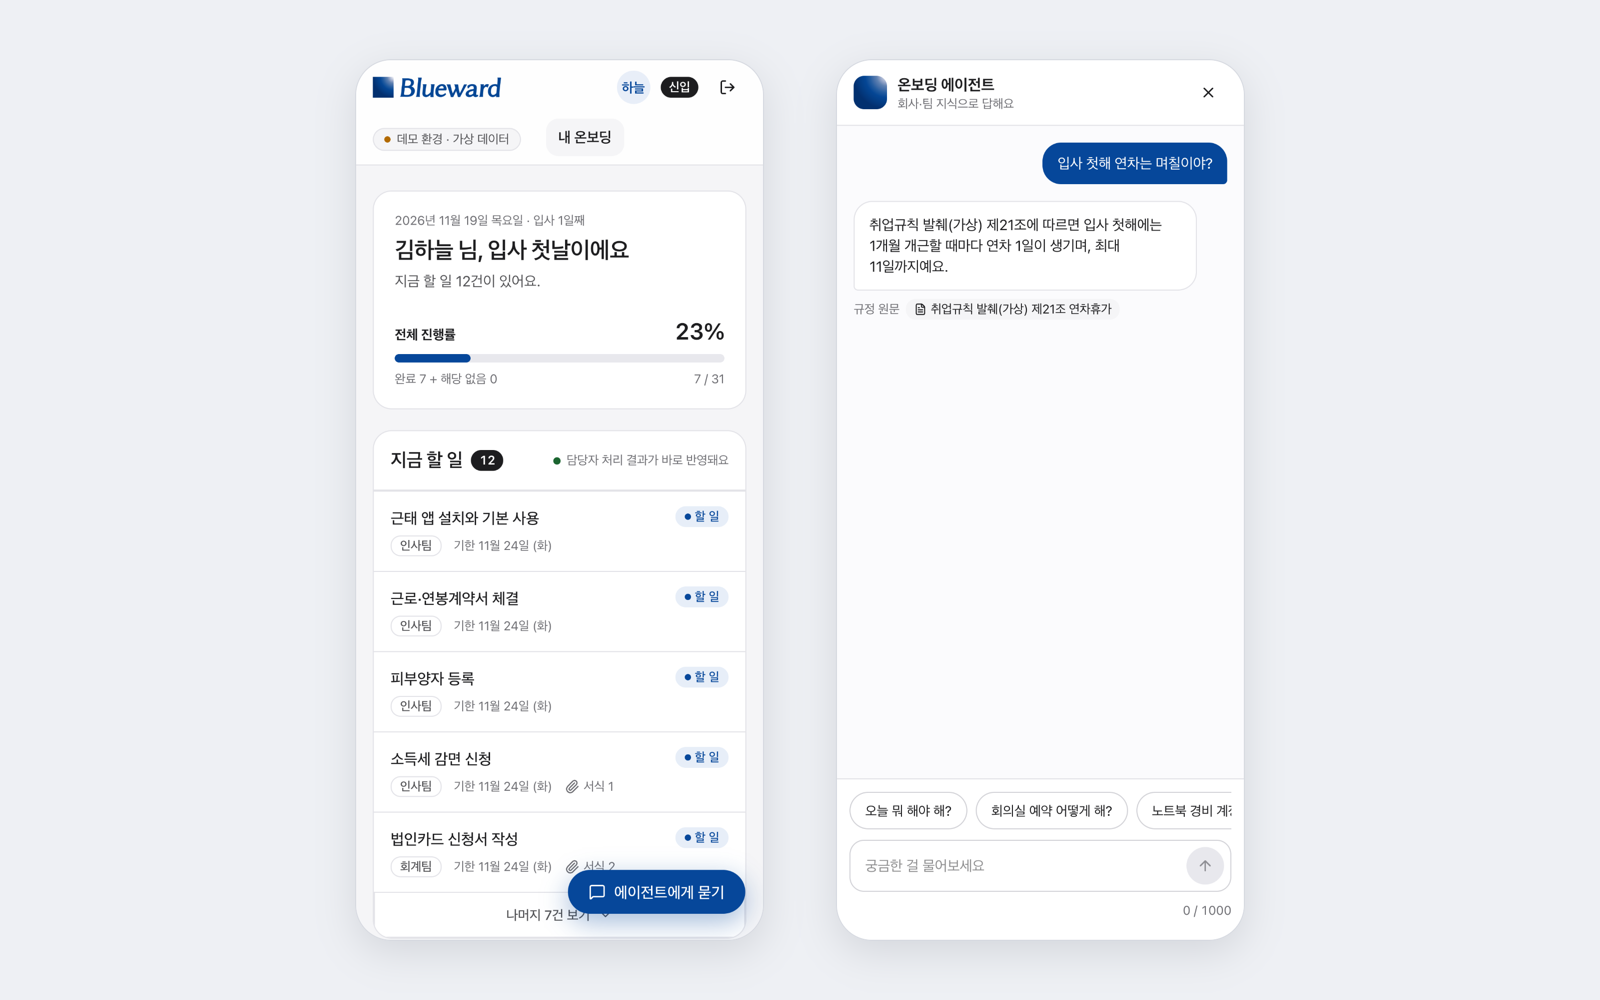 Blueward
하늘
신입
데모 환경 · 가상 데이터
내 온보딩
2026년 11월 19일 목요일 · 입사 1일째
김하늘 님, 입사 첫날이에요
지금 할 일 12건이 있어요.
전체 진행률
23%
완료 7 + 해당 없음 0
7 / 31
지금 할 일
12
담당자 처리 결과가 바로 반영돼요
근태 앱 설치와 기본 사용
할 일
인사팀
기한 11월 24일 (화)
근로·연봉계약서 체결
할 일
인사팀
기한 11월 24일 (화)
피부양자 등록
할 일
인사팀
기한 11월 24일 (화)
소득세 감면 신청
할 일
인사팀
기한 11월 24일 (화)
서식 1
법인카드 신청서 작성
할 일
회계팀
기한 11월 24일 (화)
서식 2
에이전트에게 묻기
나머지 7건 보기
온보딩 에이전트
회사·팀 지식으로 답해요
입사 첫해 연차는 며칠이야?
취업규칙 발췌(가상) 제21조에 따르면 입사 첫해에는
1개월 개근할 때마다 연차 1일이 생기며, 최대
11일까지예요.
규정 원문
취업규칙 발췌(가상) 제21조 연차휴가
오늘 뭐 해야 해?
회의실 예약 어떻게 해?
노트북 경비 계정
궁금한 걸 물어보세요
0 / 1000